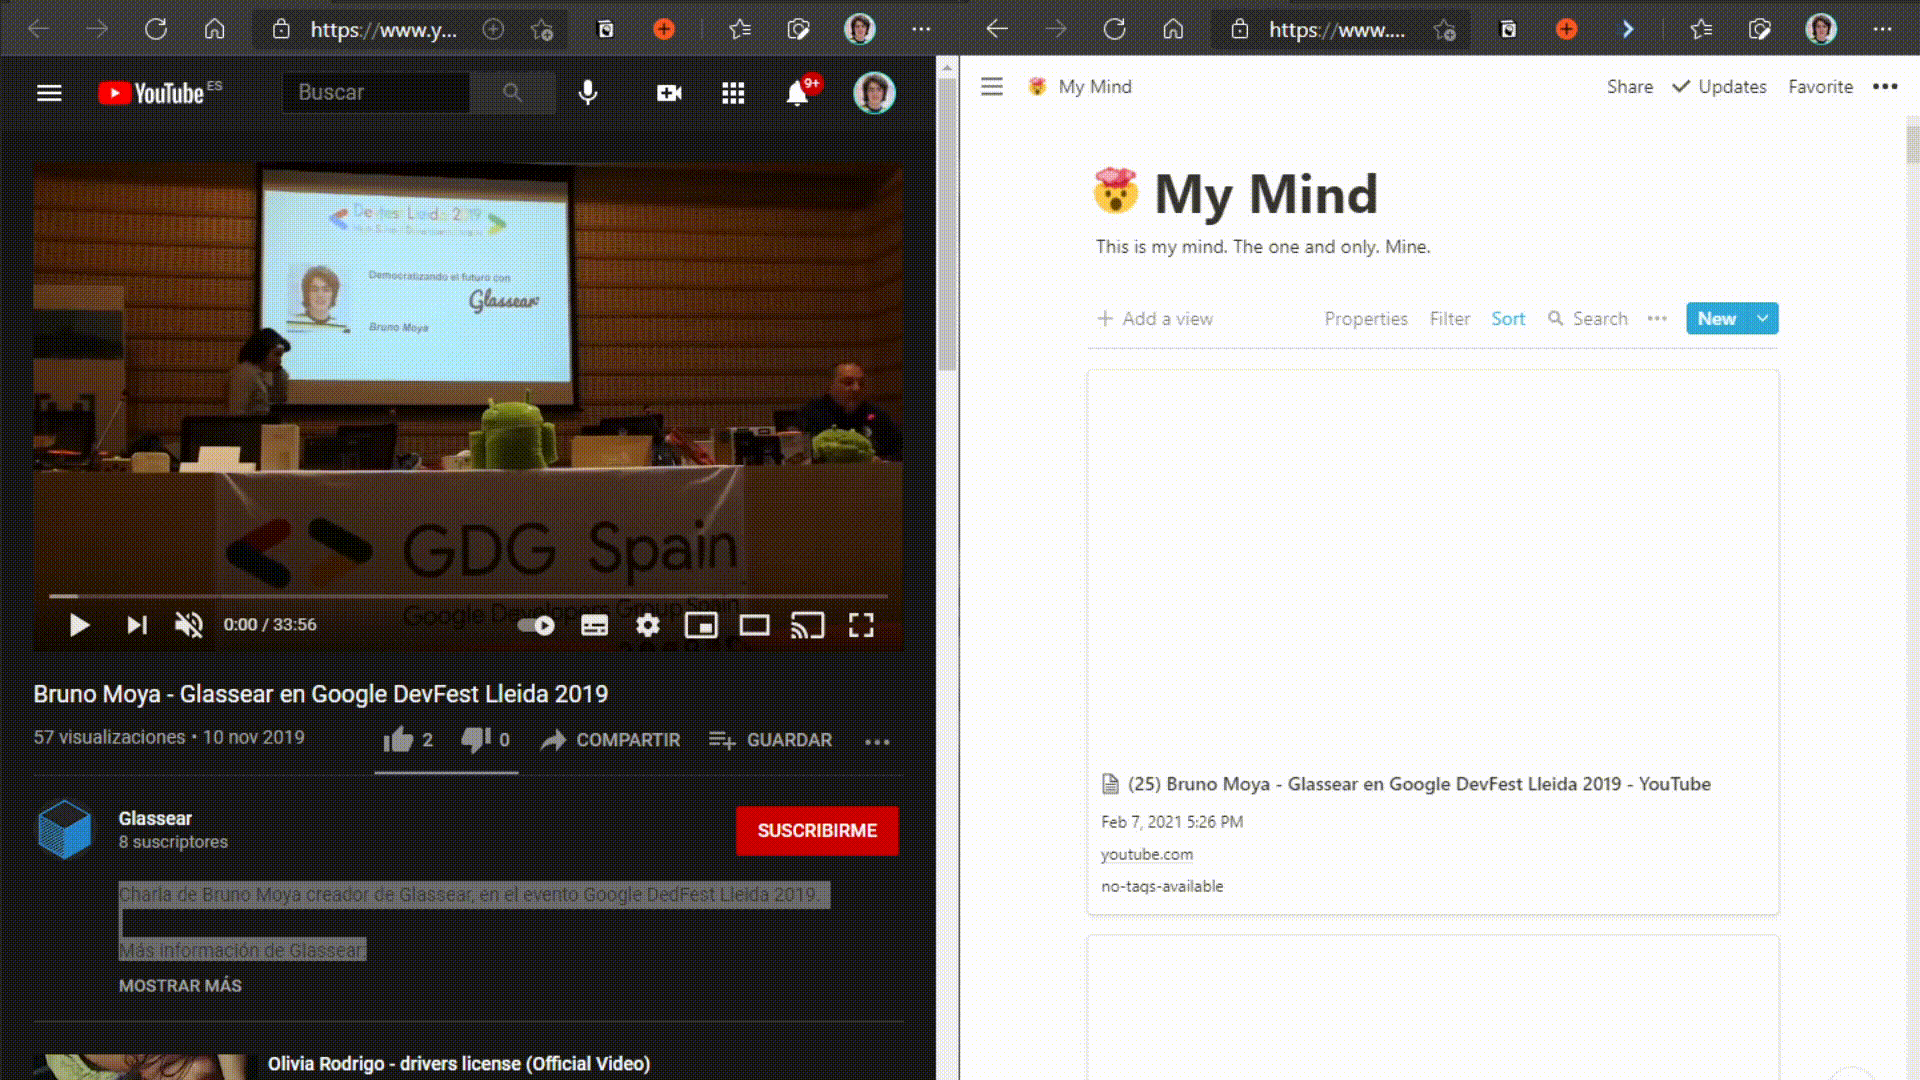 https://www.y...
YouTube ES
Buscar
9+
Devfest Lleida 2019
Democratizando el futuro con
Glassear
Bruno Moya
GDG Spain
Google Developers Group Spain
0:00 / 33:56
Bruno Moya - Glassear en Google DevFest Lleida 2019
57 visualizaciones • 10 nov 2019
2
0
COMPARTIR
GUARDAR
Glassear
8 suscriptores
SUSCRIBIRME
Charla de Bruno Moya creador de Glassear, en el evento Google DedFest Lleida 2019.
Más información de Glassear:
MOSTRAR MÁS
Olivia Rodrigo - drivers license (Official Video)
https://www....
My Mind
Share
Updates
Favorite
My Mind
This is my mind. The one and only. Mine.
Add a view
Properties
Filter
Sort
Search
New
(25) Bruno Moya - Glassear en Google DevFest Lleida 2019 - YouTube
Feb 7, 2021 5:26 PM
youtube.com
no-tags-available